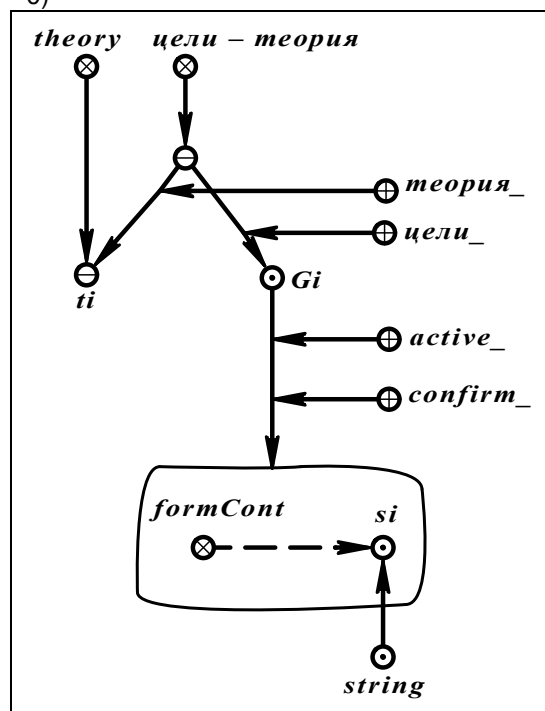 theory цели – теория
теория_
цели_
ti
Gi
active_
confirm_
formCont
si
string